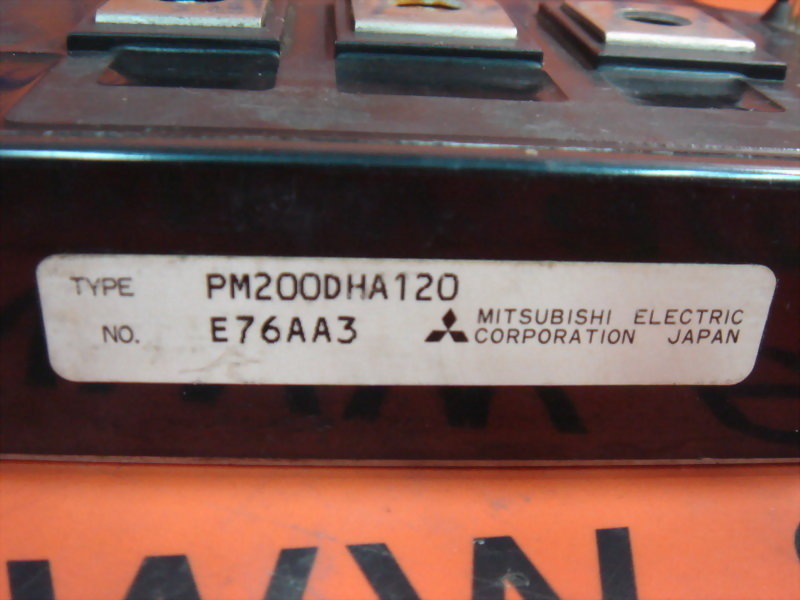 TYPE PM200DHA120
NO. E76AA3
MITSUBISHI ELECTRIC
CORPORATION JAPAN